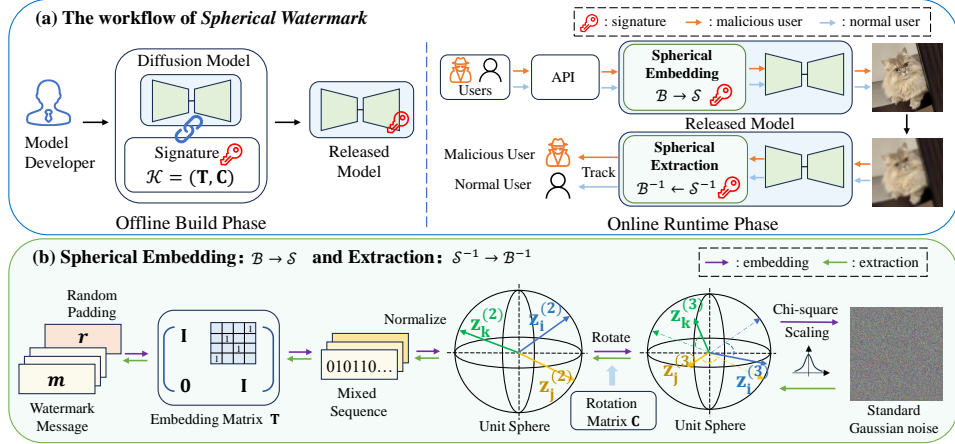 (a) The workflow of Spherical Watermark
: signature
: malicious user
: normal user
Model
Developer
Diffusion Model
Signature
𝒦 = (T, C)
Released
Model
Offline Build Phase
Users
API
Spherical
Embedding
ℬ → 𝒮
Released Model
Malicious User
Normal User
Track
Spherical
Extraction
ℬ⁻¹ ← 𝒮⁻¹
Online Runtime Phase
(b) Spherical Embedding: ℬ → 𝒮 and Extraction: 𝒮⁻¹ → ℬ⁻¹
: embedding
: extraction
Random
Padding
r
m
Watermark
Message
I
1
1
1
1
0 I
Embedding Matrix T
010110...
Mixed
Sequence
Normalize
z_k^(2)
z_i^(2)
z_j^(2)
Unit Sphere
Rotate
Rotation
Matrix C
z_k^(3)
z_j^(3)
z_i^(3)
Unit Sphere
Chi-square
Scaling
Standard
Gaussian noise